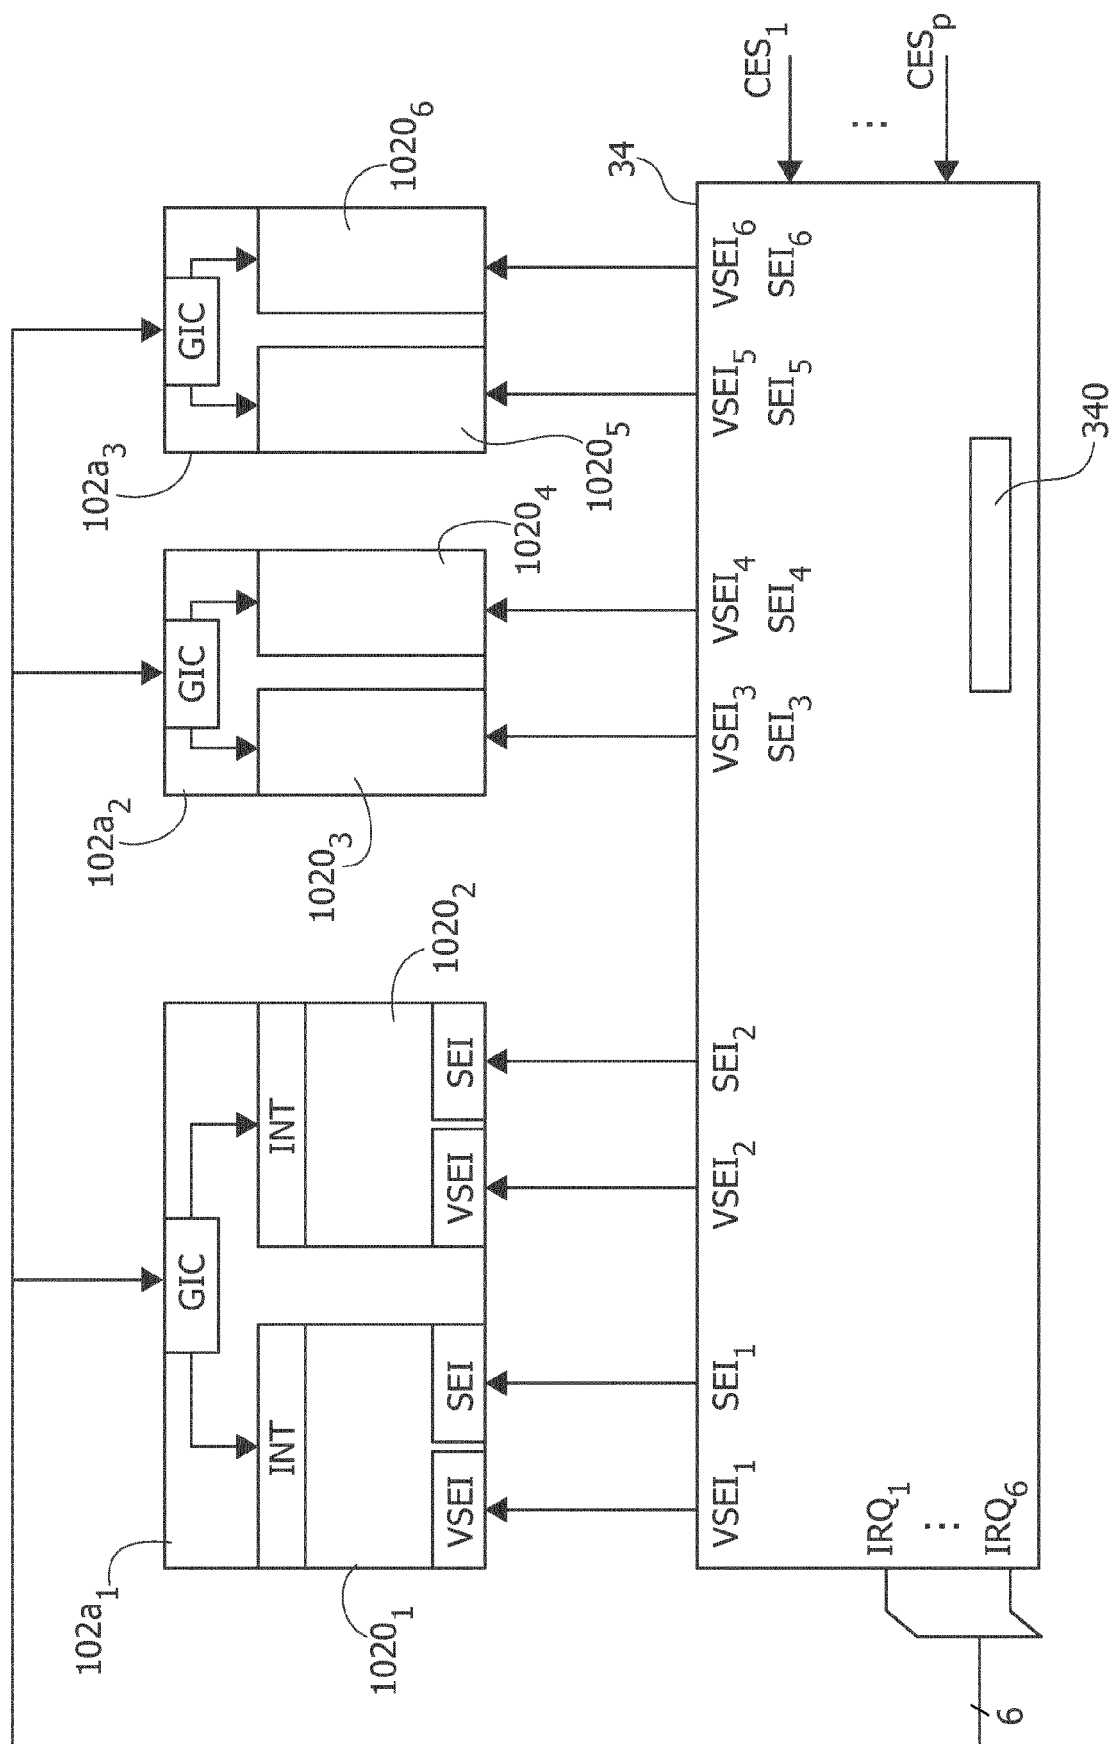 102a₁
102a₂
102a₃
GIC
GIC
GIC
INT
INT
1020₁
1020₂
1020₃
1020₄
1020₅
1020₆
VSEI
SEI
VSEI
SEI
34
VSEI₁
SEI₁
VSEI₂
SEI₂
VSEI₃
SEI₃
VSEI₄
SEI₄
VSEI₅
SEI₅
VSEI₆
SEI₆
CES₁
...
CESₚ
IRQ₁
...
IRQ₆
340
6